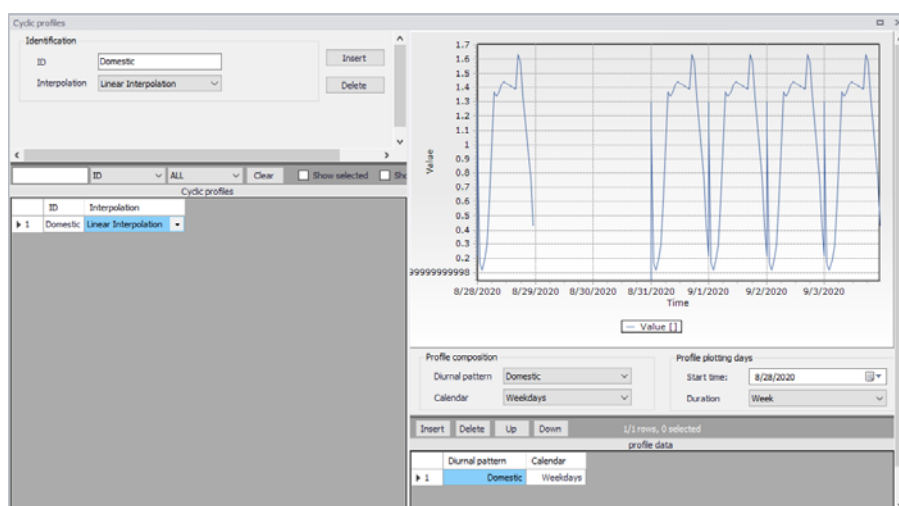 Cyclic profiles
Identification
ID Domestic Insert
Interpolation Linear Interpolation Delete
ID ALL Clear Show selected
Cyclic profiles
ID Interpolation
1 Domestic Linear Interpolation
1.7
1.6
1.5
1.4
1.3
1.2
1.1
1
0.9
0.8
0.7
0.6
0.5
0.4
0.3
0.2
99999999998
Value
8/28/2020 8/29/2020 8/30/2020 8/31/2020 9/1/2020 9/2/2020 9/3/2020
Time
Value []
Profile composition
Diurnal pattern Domestic
Calendar Weekdays
Profile plotting days
Start time: 8/28/2020
Duration Week
Insert Delete Up Down 1/1 rows, 0 selected
profile data
Diurnal pattern Calendar
1 Domestic Weekdays